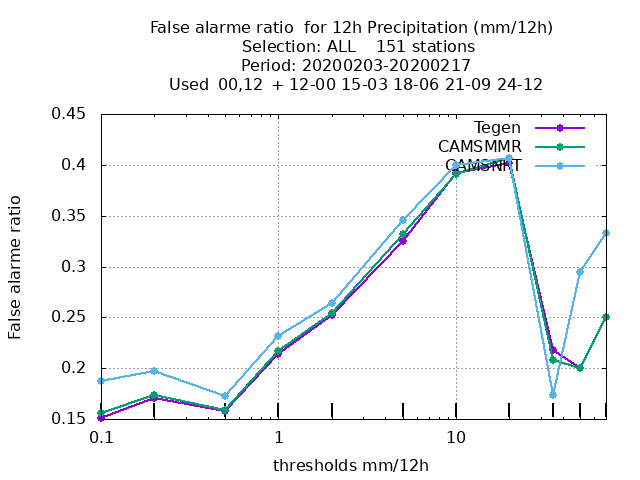 False alarme ratio  for 12h Precipitation (mm/12h)
Selection: ALL    151 stations
Period: 20200203-20200217
Used  00,12  + 12-00 15-03 18-06 21-09 24-12
Tegen
CAMSMMR
CAMSNRT
False alarme ratio
0.45
0.4
0.35
0.3
0.25
0.2
0.15
0.1 1 10
thresholds mm/12h